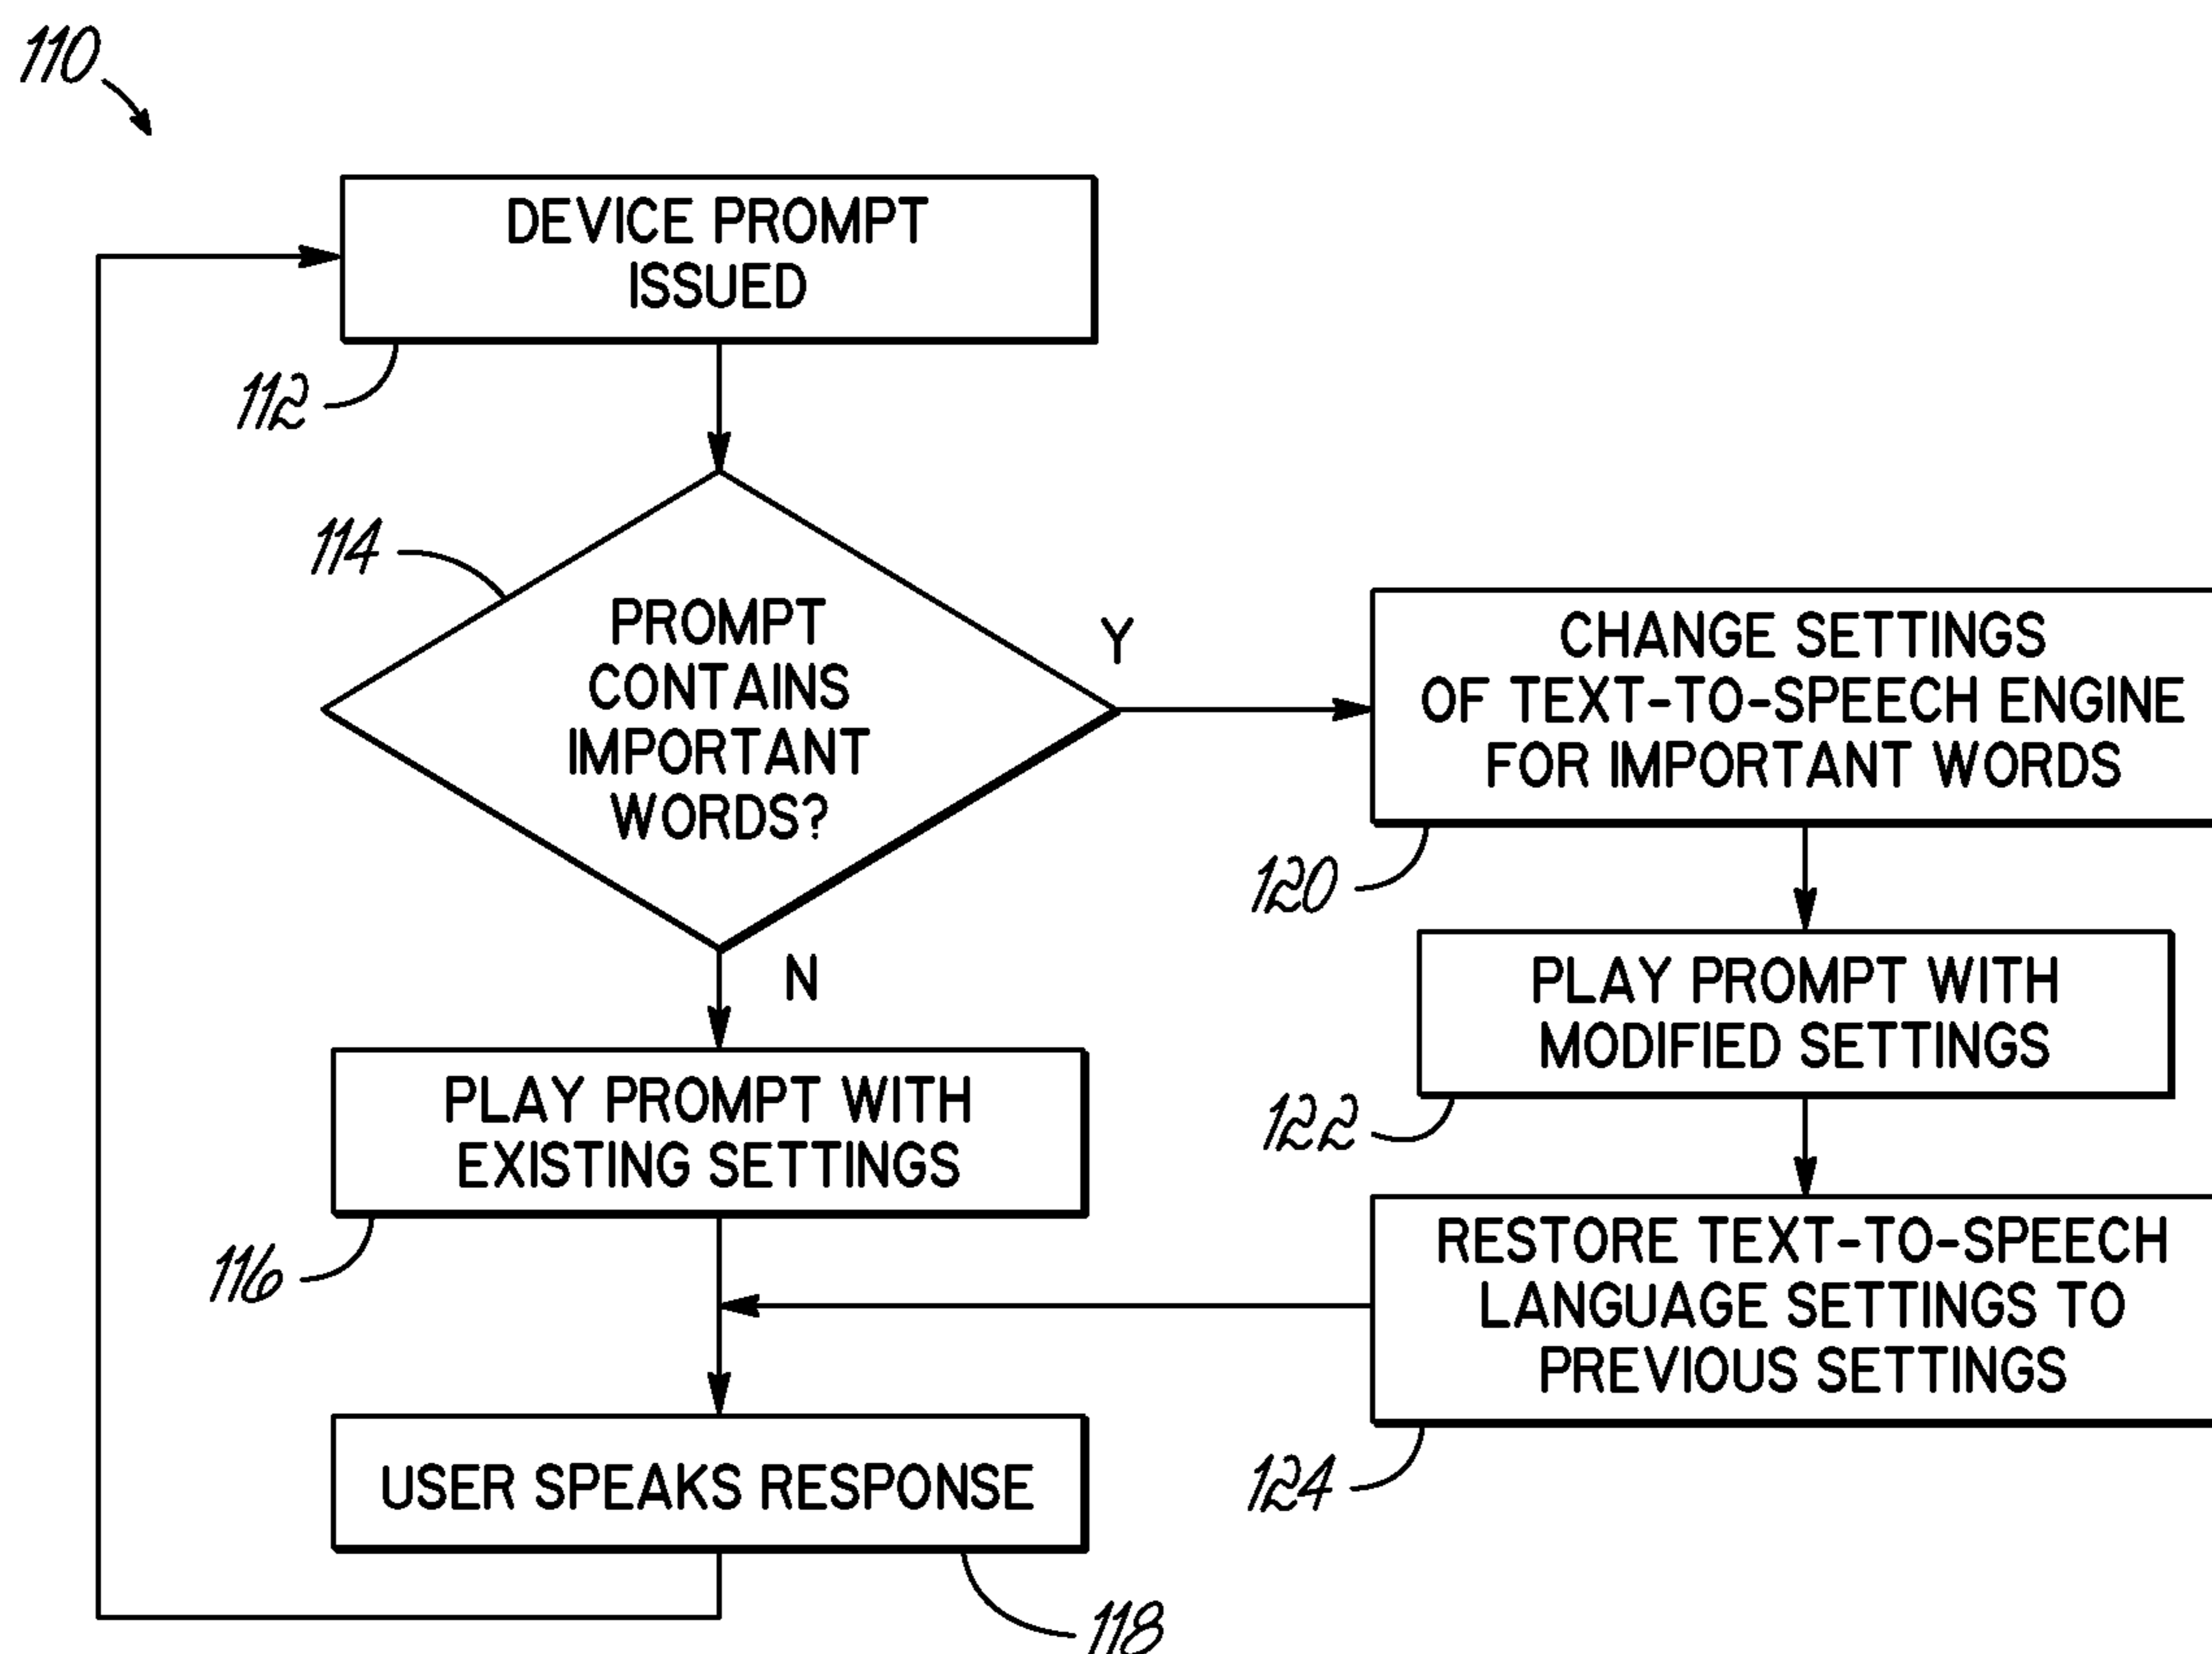 110
DEVICE PROMPT
ISSUED
112
114
PROMPT
CONTAINS
IMPORTANT
WORDS?
Y
N
CHANGE SETTINGS
OF TEXT-TO-SPEECH ENGINE
FOR IMPORTANT WORDS
120
PLAY PROMPT WITH
MODIFIED SETTINGS
122
PLAY PROMPT WITH
EXISTING SETTINGS
116
RESTORE TEXT-TO-SPEECH
LANGUAGE SETTINGS TO
PREVIOUS SETTINGS
124
USER SPEAKS RESPONSE
118